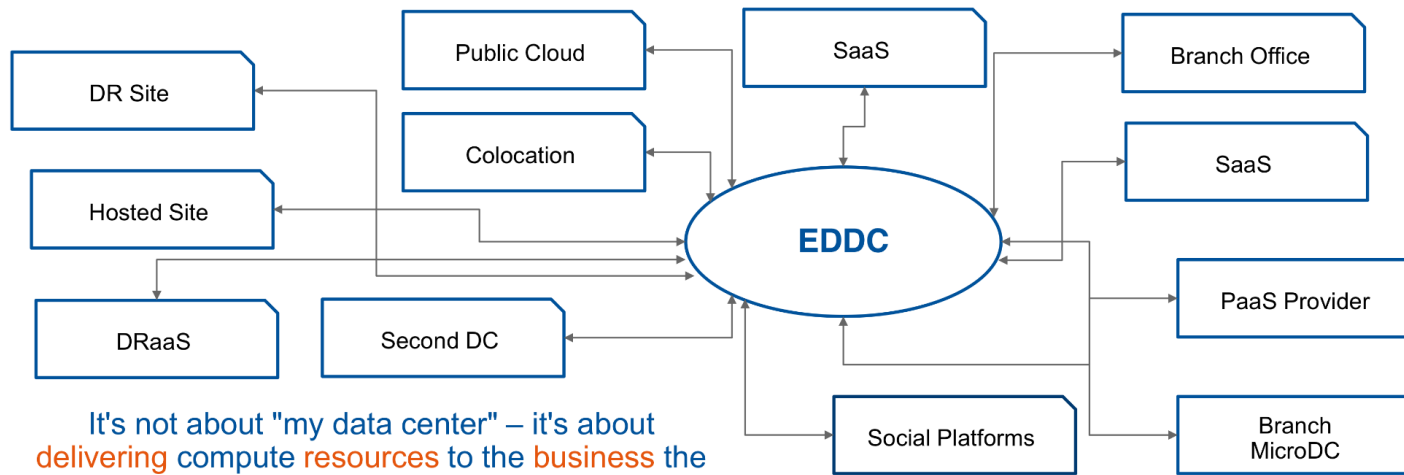 Public Cloud
SaaS
Branch Office
DR Site
Colocation
SaaS
Hosted Site
EDDC
PaaS Provider
DRaaS
Second DC
Social Platforms
Branch
MicroDC
It's not about "my data center" – it's about
delivering compute resources to the business the